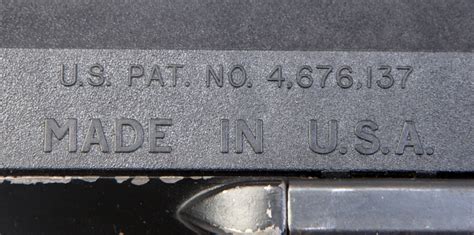 U.S. PAT. NO. 4,676,137
MADE IN U.S.A.